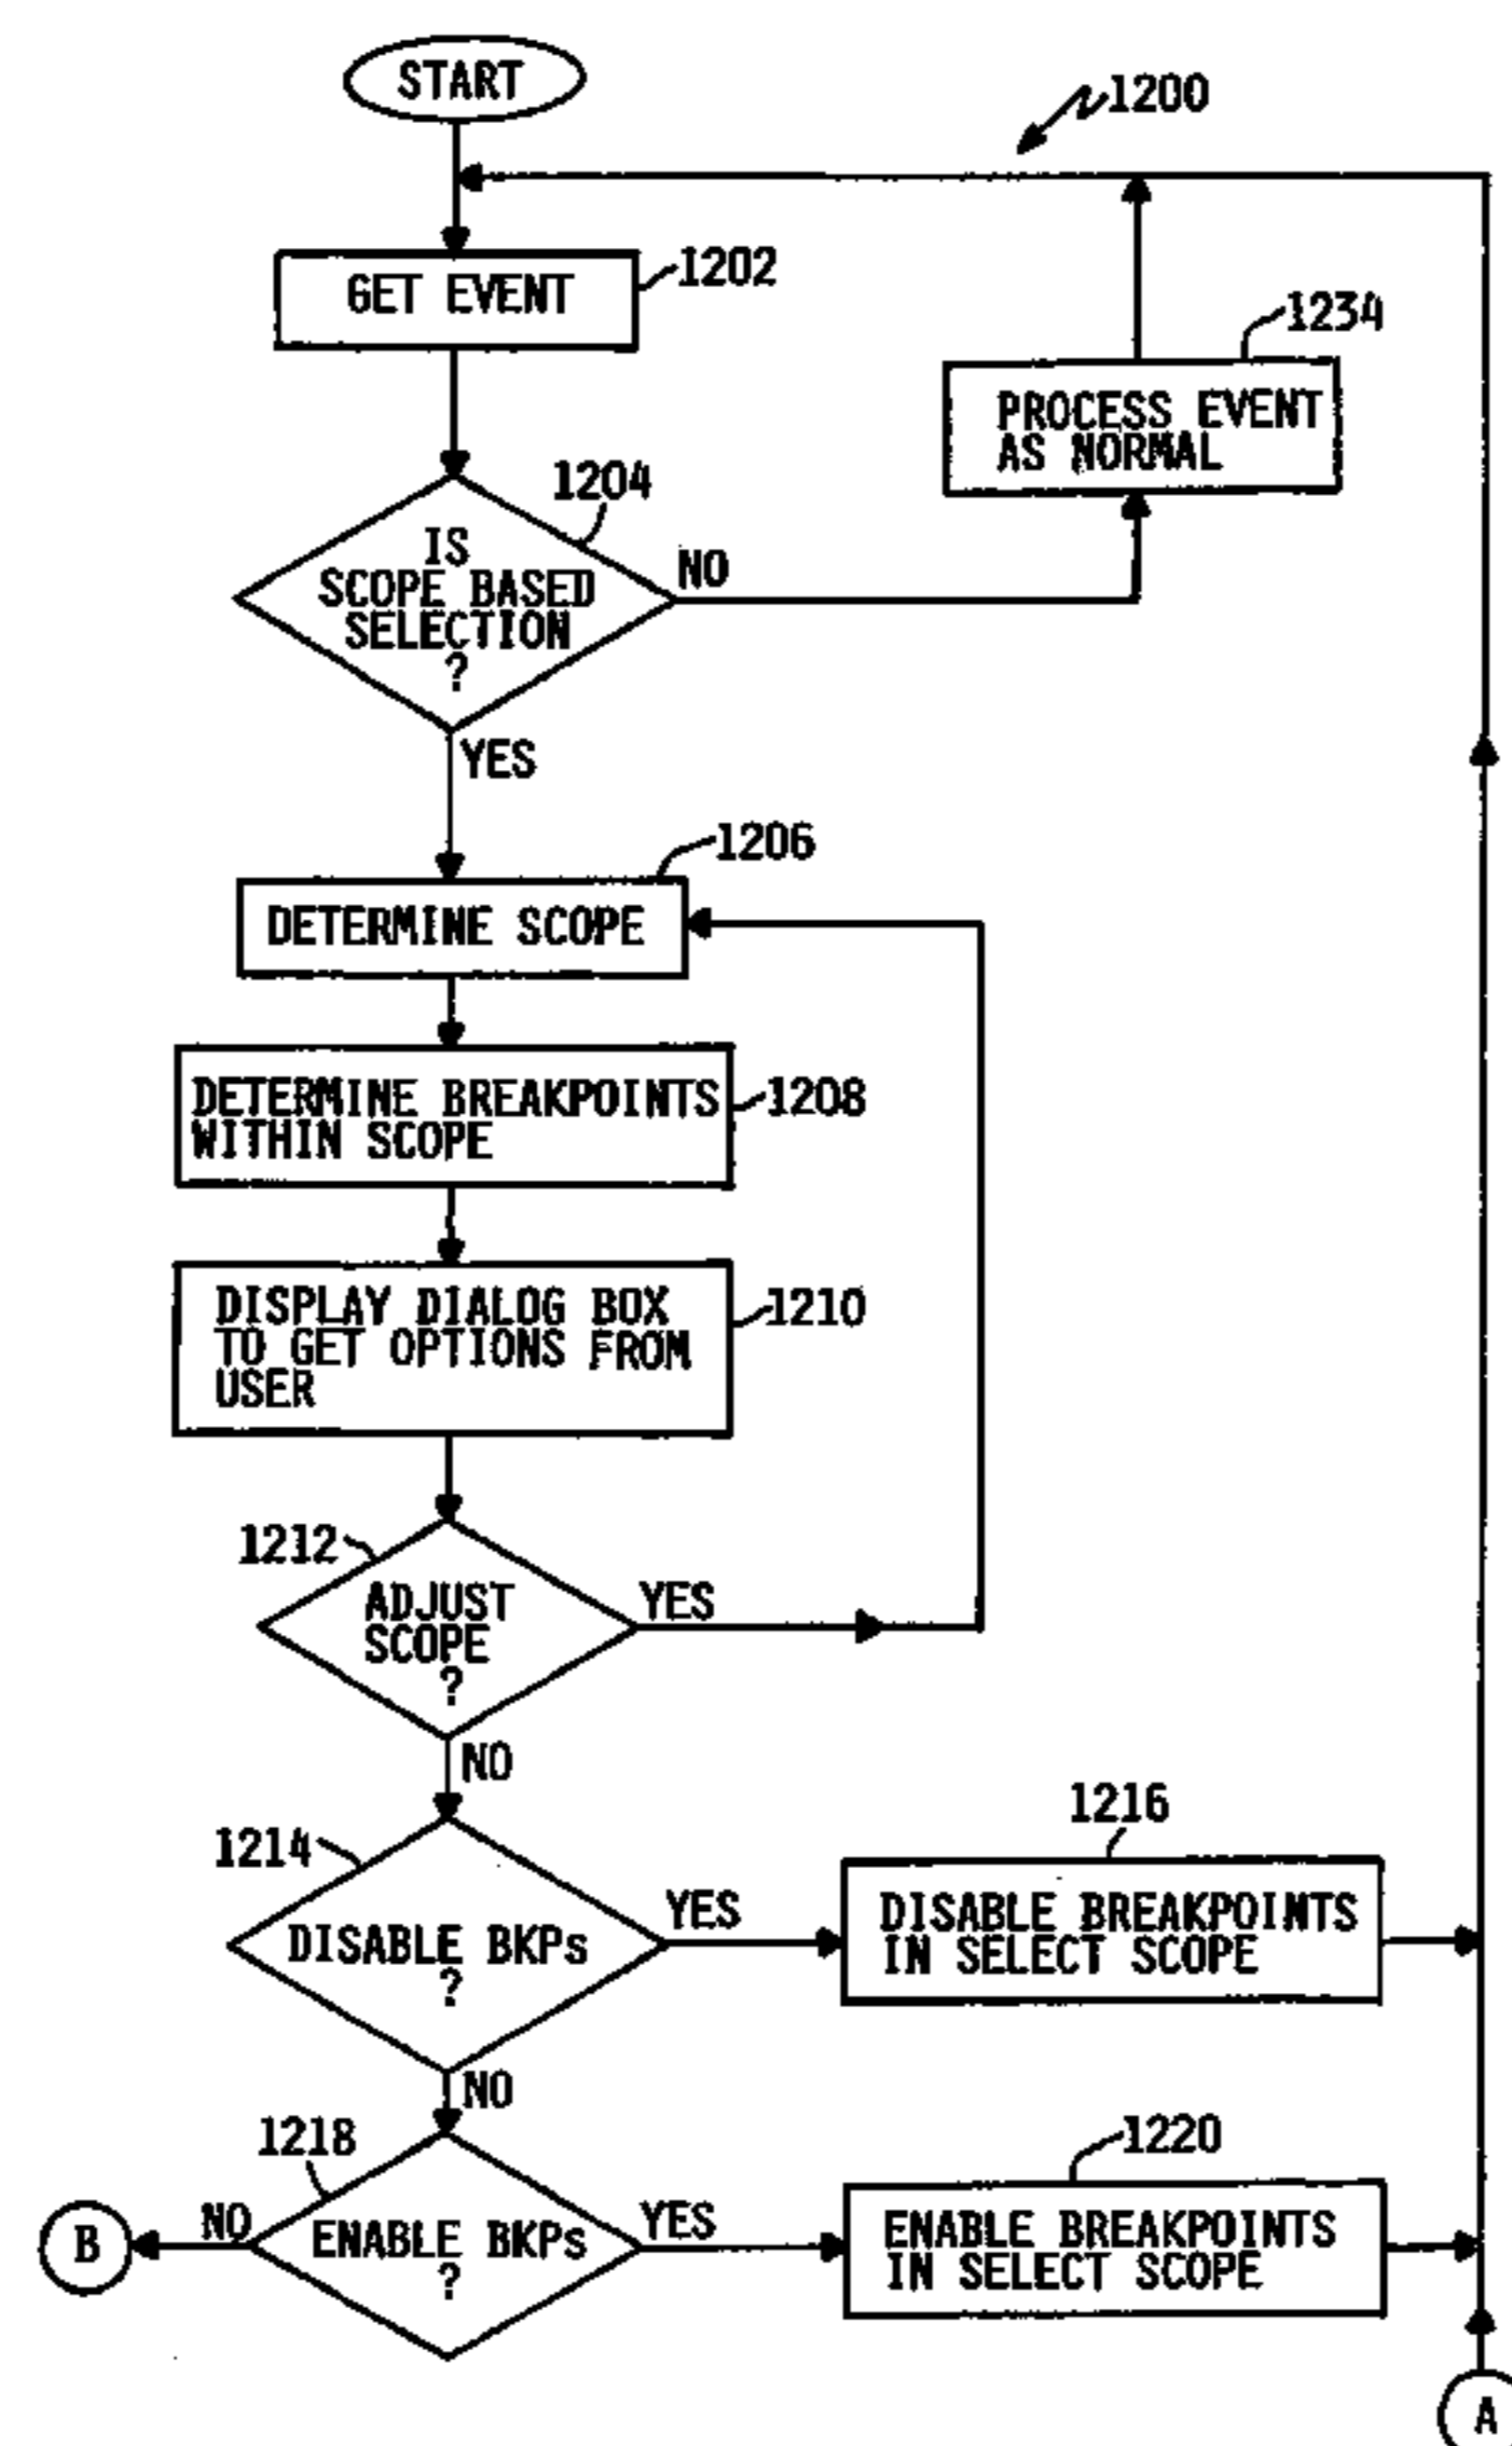 START
1200
GET EVENT
1202
1234
PROCESS EVENT
AS NORMAL
1204
IS
SCOPE BASED
SELECTION
?
NO
YES
1206
DETERMINE SCOPE
DETERMINE BREAKPOINTS
WITHIN SCOPE
1208
DISPLAY DIALOG BOX
TO GET OPTIONS FROM
USER
1210
1212
ADJUST
SCOPE
?
YES
NO
1214
DISABLE BKPs
?
YES
1216
DISABLE BREAKPOINTS
IN SELECT SCOPE
NO
1218
ENABLE BKPs
?
NO
B
YES
1220
ENABLE BREAKPOINTS
IN SELECT SCOPE
A